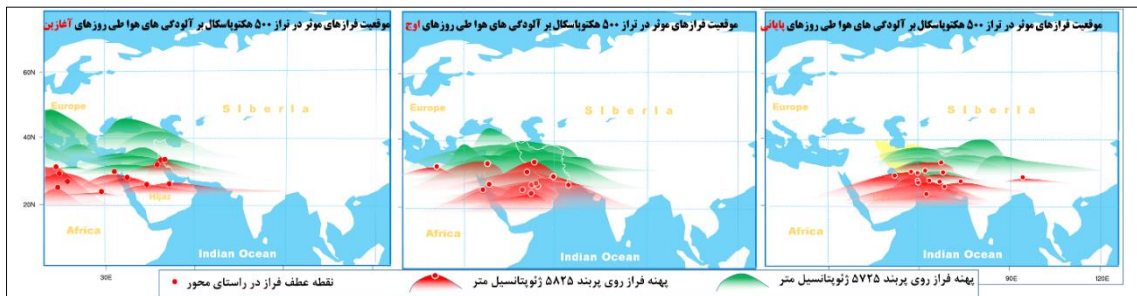 موقعیت فرازهای موثر در تراز ۵۰۰ هکتوپاسکال بر آلودگی های هوا طی روزهای آغازین
60N
Europe
Siberia
40N
Hijaz
20N
Africa
Indian Ocean
30E
موقعیت فرازهای موثر در تراز ۵۰۰ هکتوپاسکال بر آلودگی های هوا طی روزهای اوج
Europe
Siberia
Africa
Indian Ocean
موقعیت فرازهای موثر در تراز ۵۰۰ هکتوپاسکال بر آلودگی های هوا طی روزهای پایانی
60N
Europe
Siberia
40N
20N
Africa
Indian Ocean
90E
120E
پهنه فراز روی پربند ۵۷۲۵ ژئوپتانسیل متر
پهنه فراز روی پربند ۵۸۲۵ ژئوپتانسیل متر
نقطه عطف فراز در راستای محور